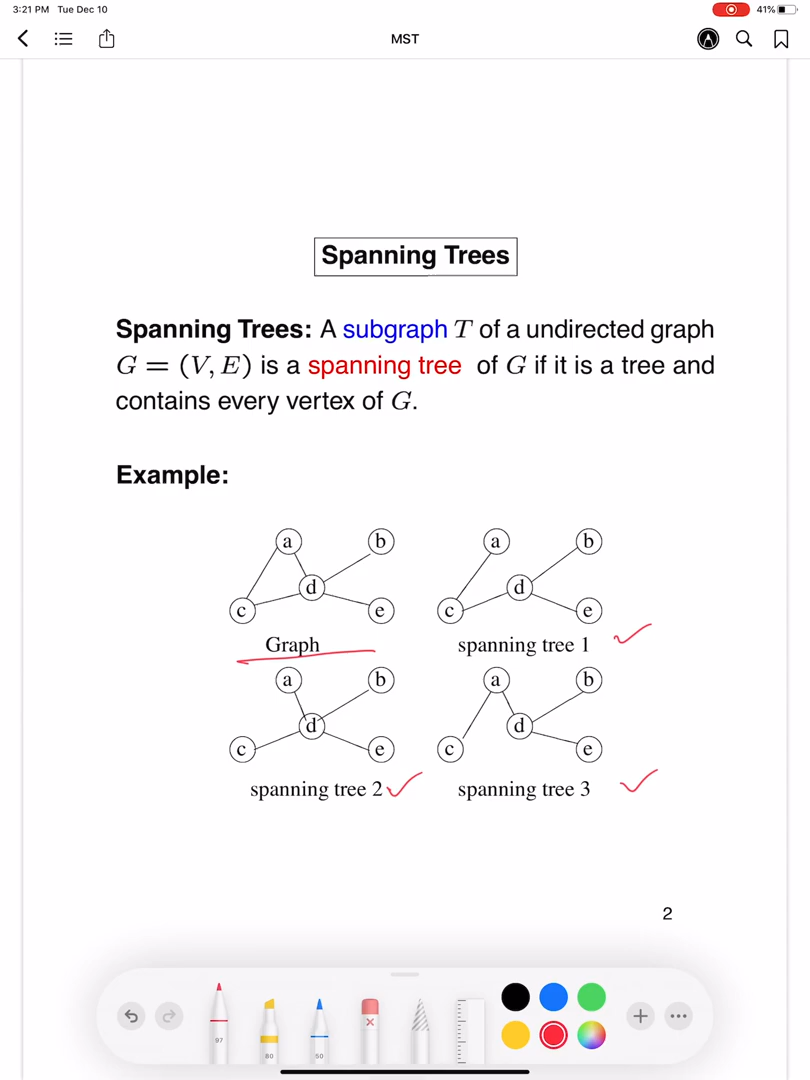 3:21 PM Tue Dec 10
41%
MST
Spanning Trees
Spanning Trees: A subgraph T of a undirected graph
G = (V, E) is a spanning tree of G if it is a tree and
contains every vertex of G.
Example:
a b a b
d d
c e c e
Graph spanning tree 1
a b a b
d d
c e c e
spanning tree 2 spanning tree 3
2
97 80 50